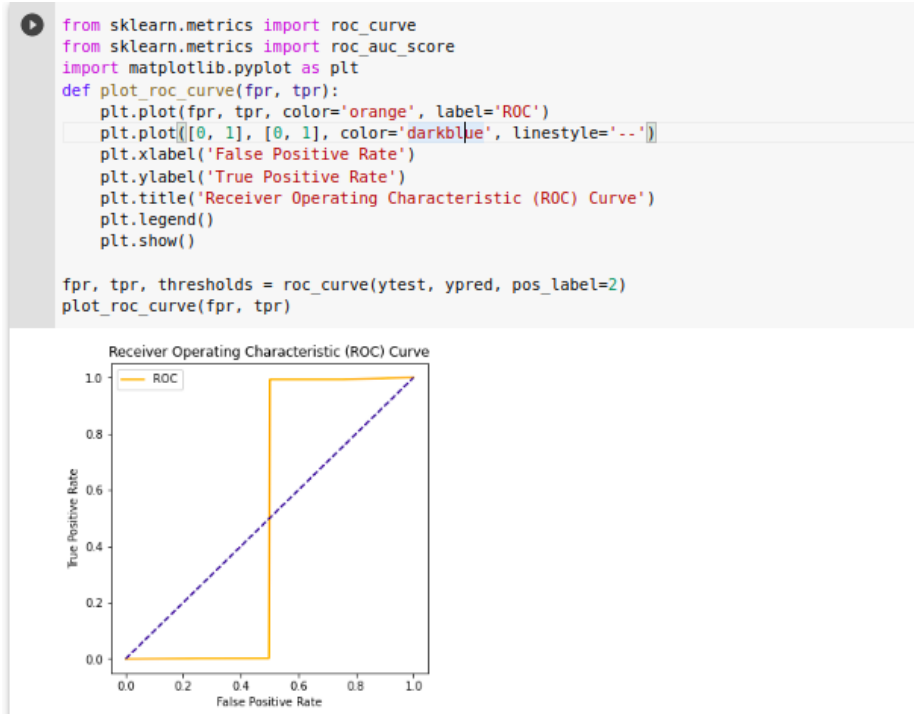 from sklearn.metrics import roc_curve
from sklearn.metrics import roc_auc_score
import matplotlib.pyplot as plt
def plot_roc_curve(fpr, tpr):
    plt.plot(fpr, tpr, color='orange', label='ROC')
    plt.plot([0, 1], [0, 1], color='darkblue', linestyle='--')
    plt.xlabel('False Positive Rate')
    plt.ylabel('True Positive Rate')
    plt.title('Receiver Operating Characteristic (ROC) Curve')
    plt.legend()
    plt.show()
fpr, tpr, thresholds = roc_curve(ytest, ypred, pos_label=2)
plot_roc_curve(fpr, tpr)
Receiver Operating Characteristic (ROC) Curve
ROC
1.0
0.8
0.6
0.4
0.2
0.0
True Positive Rate
0.0 0.2 0.4 0.6 0.8 1.0
False Positive Rate